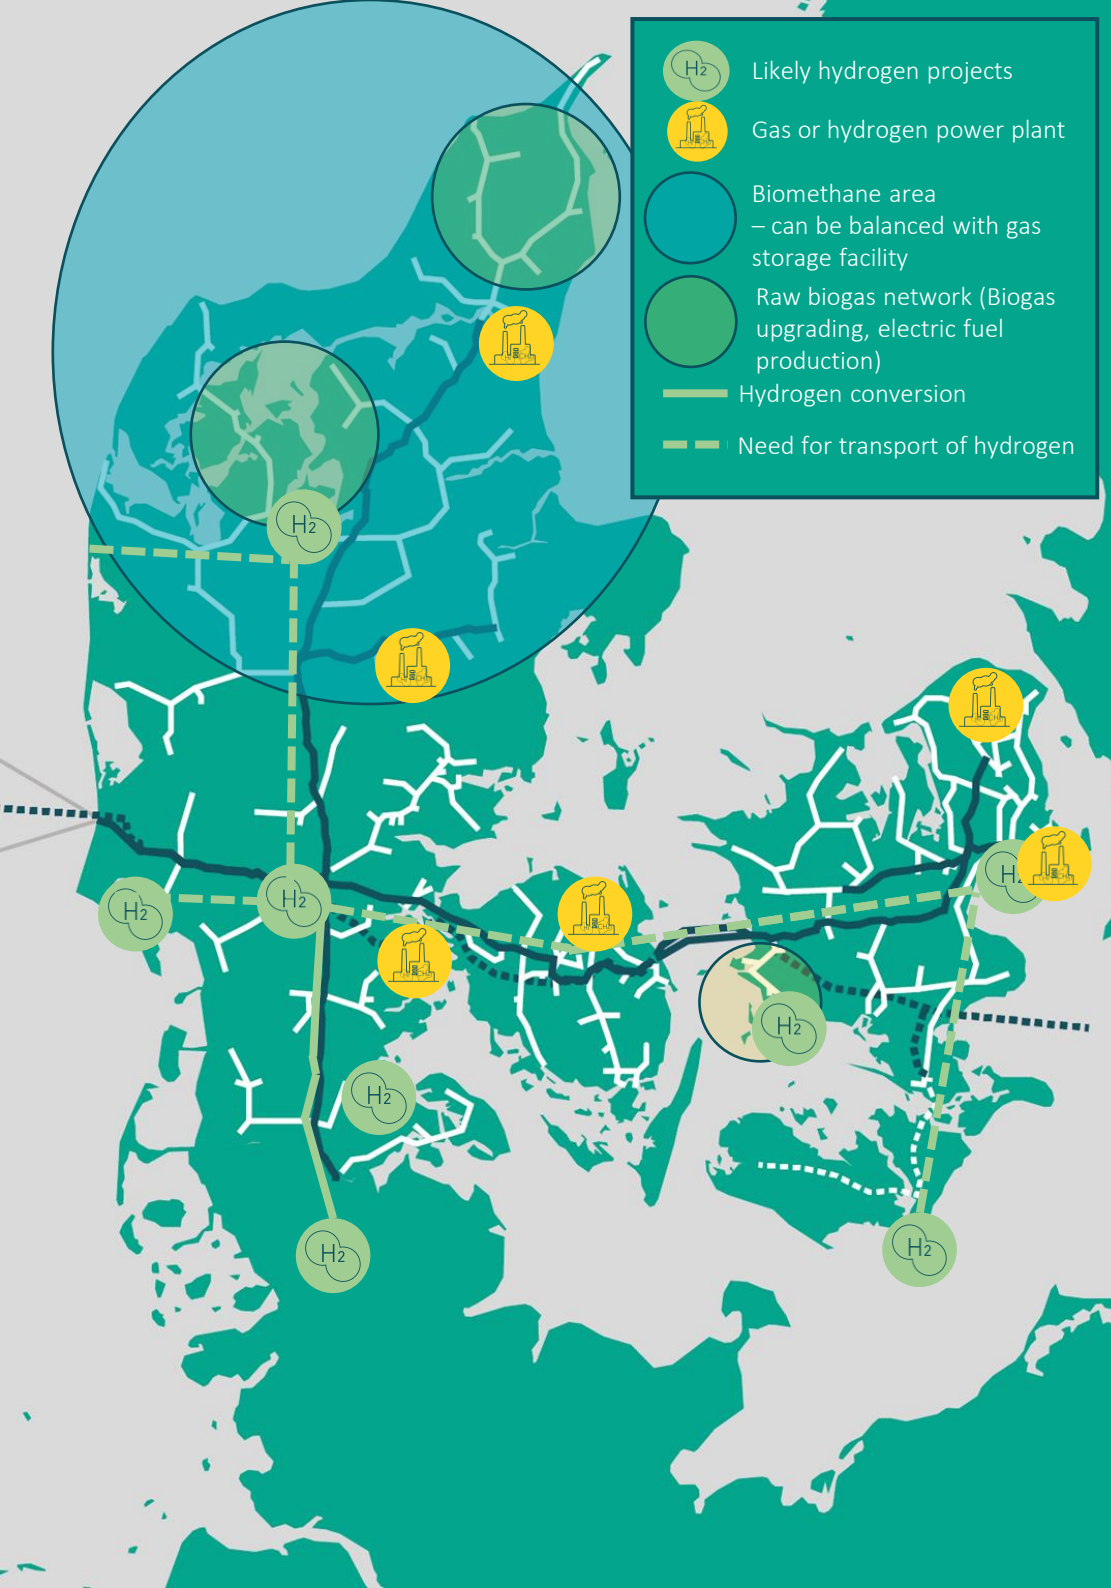 H2
Likely hydrogen projects
Gas or hydrogen power plant
Biomethane area
– can be balanced with gas
storage facility
Raw biogas network (Biogas
upgrading, electric fuel
production)
Hydrogen conversion
Need for transport of hydrogen
H2
H2
H2
H2
H2
H2
H2
H2